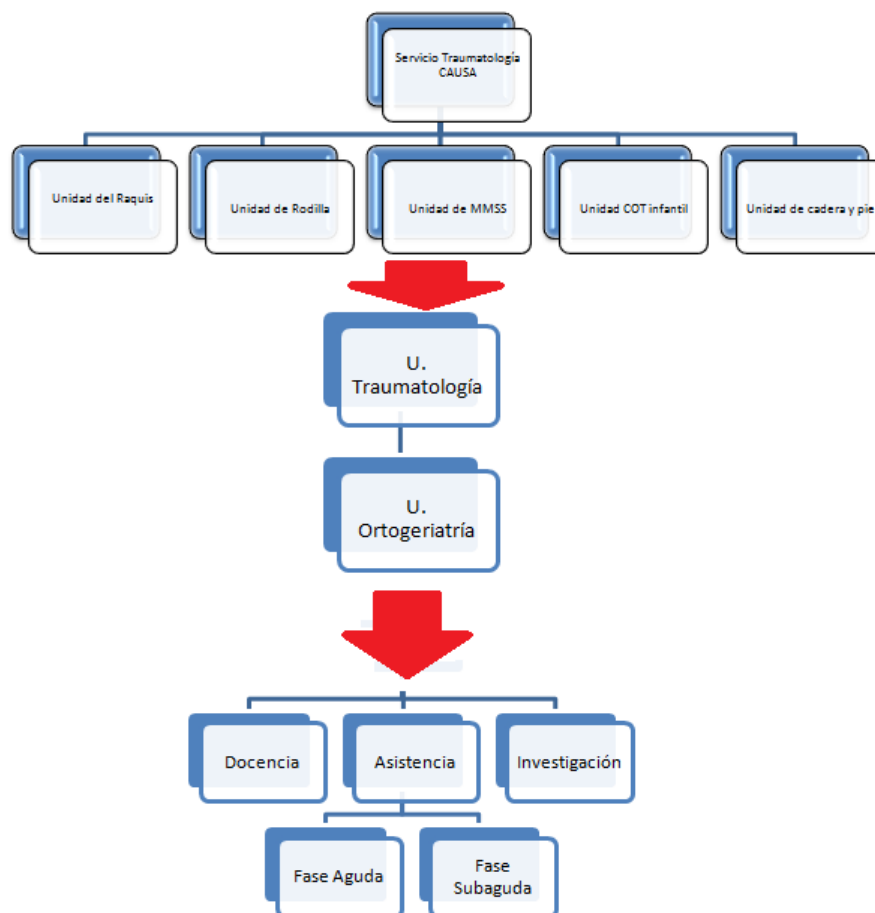 Servicio Traumatología
CAUSA
Unidad del Raquis
Unidad de Rodilla
Unidad de MMSS
Unidad COT infantil
Unidad de cadera y pie
U.
Traumatología
U.
Ortogeriatría
Docencia
Asistencia
Investigación
Fase Aguda
Fase
Subaguda